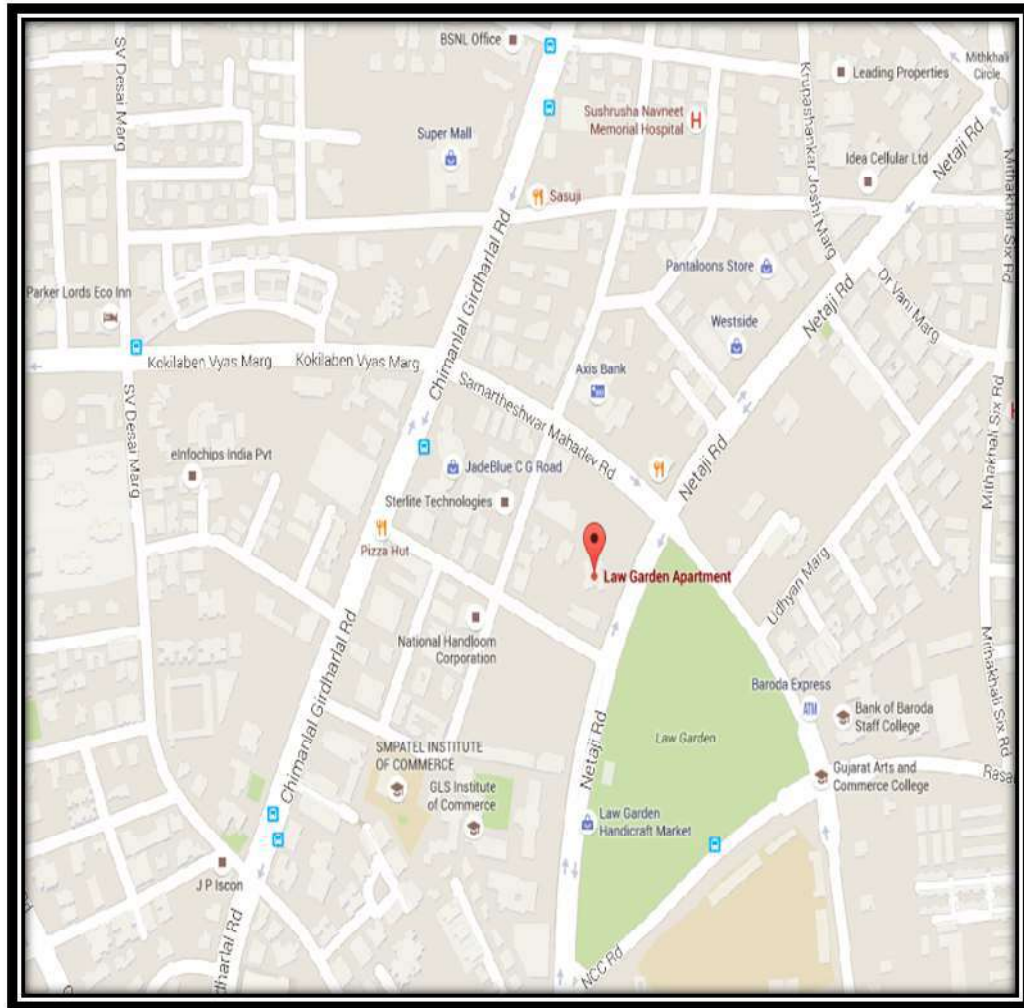 BSNL Office
SV Desai Marg
Krupashankar Joshi Marg
Leading Properties
Mithkhali
Circle
Sushrusha Navneet
Memorial Hospital
H
Super Mall
Idea Cellular Ltd
Netaji Rd
Mithakhali Six Rd
Sasuji
Chimanlal Girdharlal Rd
Pantaloons Store
Netaji Rd
Dr Vani Marg
Parker Lords Eco Inn
Westside
Kokilaben Vyas Marg
Kokilaben Vyas Marg
Axis Bank
Samartheshwar Mahadev Rd
SV Desai Marg
Mithakhali Six Rd
eInfochips India Pvt
JadeBlue C G Road
Netaji Rd
Sterlite Technologies
Pizza Hut
Law Garden Apartment
Udhyan Marg
National Handloom
Corporation
Chimanlal Girdharlal Rd
Mithakhali Six Rd
Baroda Express
ATM
Bank of Baroda
Staff College
Netaji Rd
Law Garden
SMPATEL INSTITUTE
OF COMMERCE
GLS Institute
of Commerce
Gujarat Arts and
Commerce College
Rasa
Law Garden
Handicraft Market
J P Iscon
dharlal Rd
NCC Rd